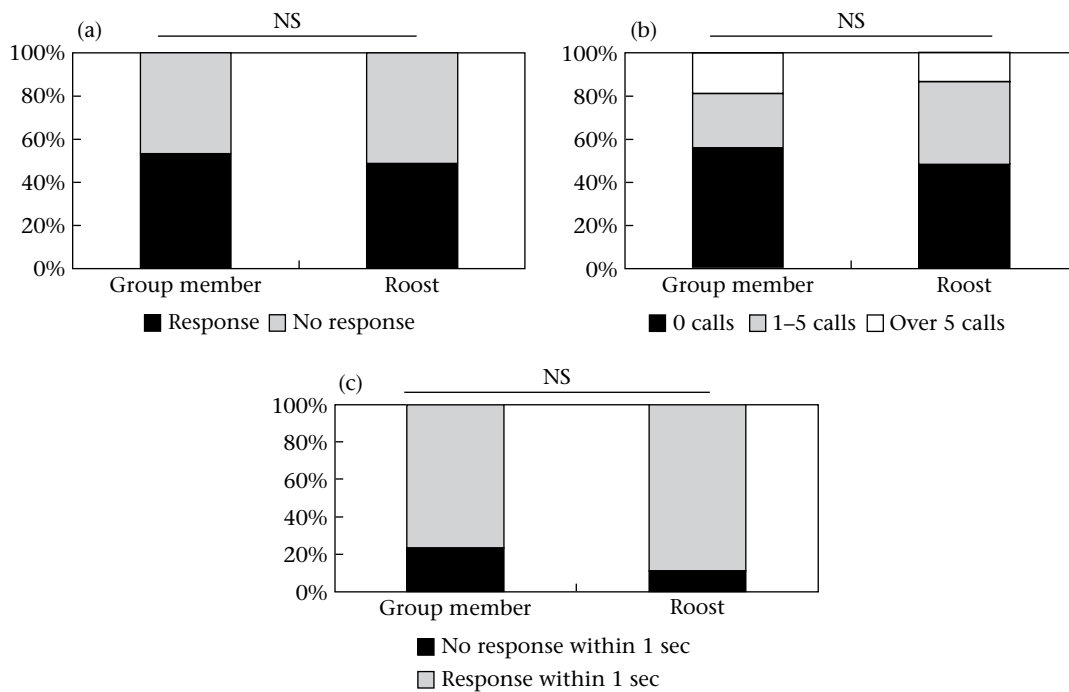 (a) NS
100%
80%
60%
40%
20%
0%
Group member Roost
Response No response
(b) NS
100%
80%
60%
40%
20%
0%
Group member Roost
0 calls 1–5 calls Over 5 calls
(c) NS
100%
80%
60%
40%
20%
0%
Group member Roost
No response within 1 sec
Response within 1 sec